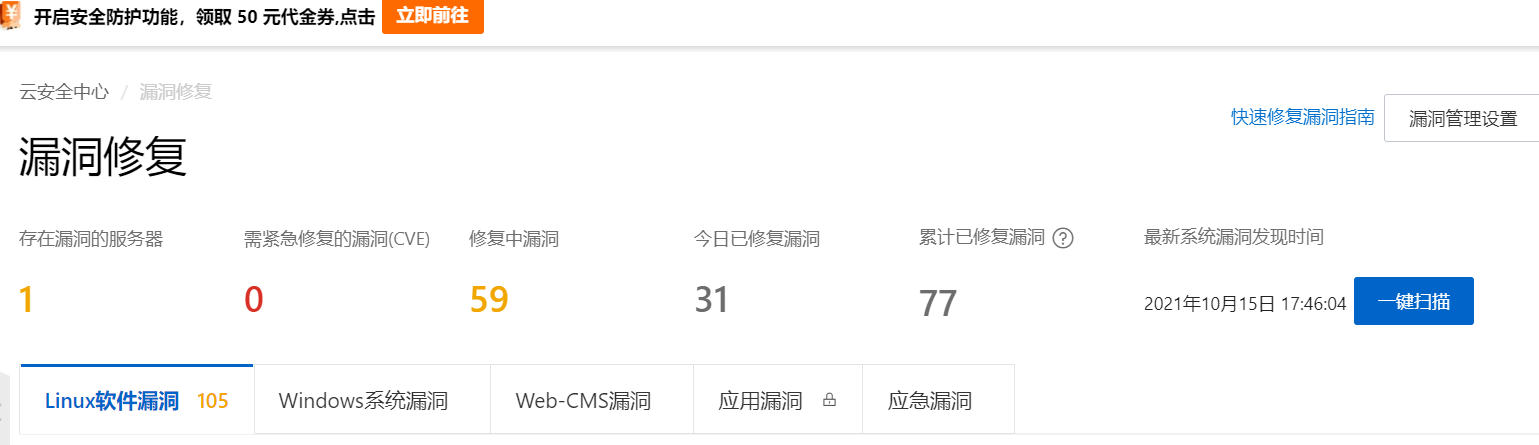 ¥ 开启安全防护功能，领取 50 元代金券,点击 立即前往
云安全中心 / 漏洞修复
快速修复漏洞指南 漏洞管理设置
漏洞修复
存在漏洞的服务器 需紧急修复的漏洞(CVE) 修复中漏洞 今日已修复漏洞 累计已修复漏洞 ? 最新系统漏洞发现时间
1 0 59 31 77 2021年10月15日 17:46:04 一键扫描
Linux软件漏洞 105 Windows系统漏洞 Web-CMS漏洞 应用漏洞 应急漏洞